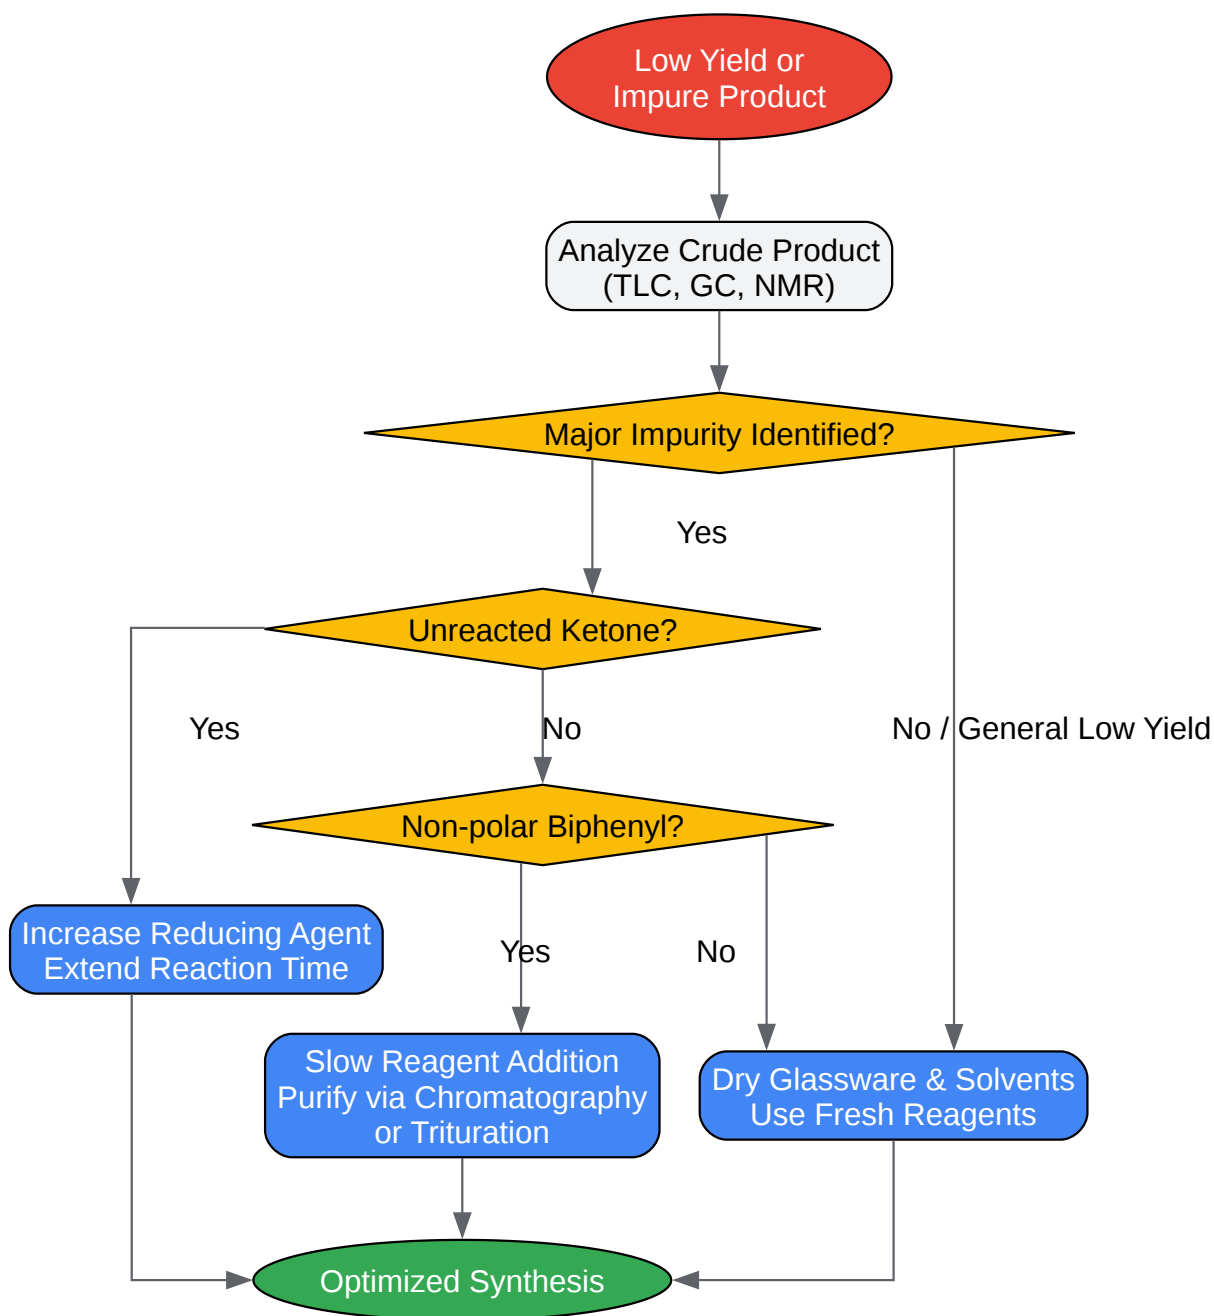 Low Yield or
Impure Product
Analyze Crude Product
(TLC, GC, NMR)
Major Impurity Identified?
Yes
Unreacted Ketone?
Yes
No
No / General Low Yield
Non-polar Biphenyl?
Increase Reducing Agent
Extend Reaction Time
Yes
No
Slow Reagent Addition
Purify via Chromatography
or Trituration
Dry Glassware & Solvents
Use Fresh Reagents
Optimized Synthesis